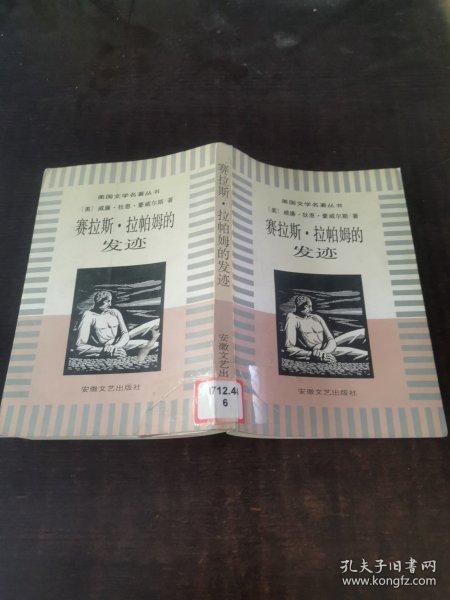 美国文学名著丛书
〔美〕威廉·狄恩·豪威尔斯 著
赛拉斯·拉帕姆的
发迹
安徽文艺出版社
赛拉斯·拉帕姆的发迹
安徽文艺出
I712.44
6
美国文学名著丛书
〔美〕威廉·狄恩·豪威尔斯 著
赛拉斯·拉帕姆的
发迹
安徽文艺出版社
孔夫子旧书网
www.kongfz.com